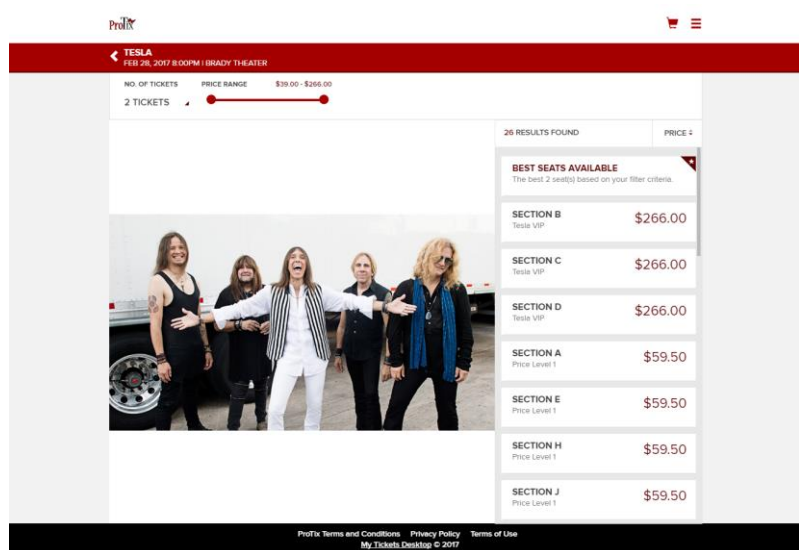 ProTix
TESLA
FEB 28, 2017 8:00PM | BRADY THEATER
NO. OF TICKETS PRICE RANGE $39.00 - $266.00
2 TICKETS
26 RESULTS FOUND PRICE
BEST SEATS AVAILABLE
The best 2 seat(s) based on your filter criteria.
SECTION B $266.00
Tesla VIP
SECTION C $266.00
Tesla VIP
SECTION D $266.00
Tesla VIP
SECTION A $59.50
Price Level 1
SECTION E $59.50
Price Level 1
SECTION H $59.50
Price Level 1
SECTION J $59.50
Price Level 1
ProTix Terms and Conditions Privacy Policy Terms of Use
My Tickets Desktop © 2017